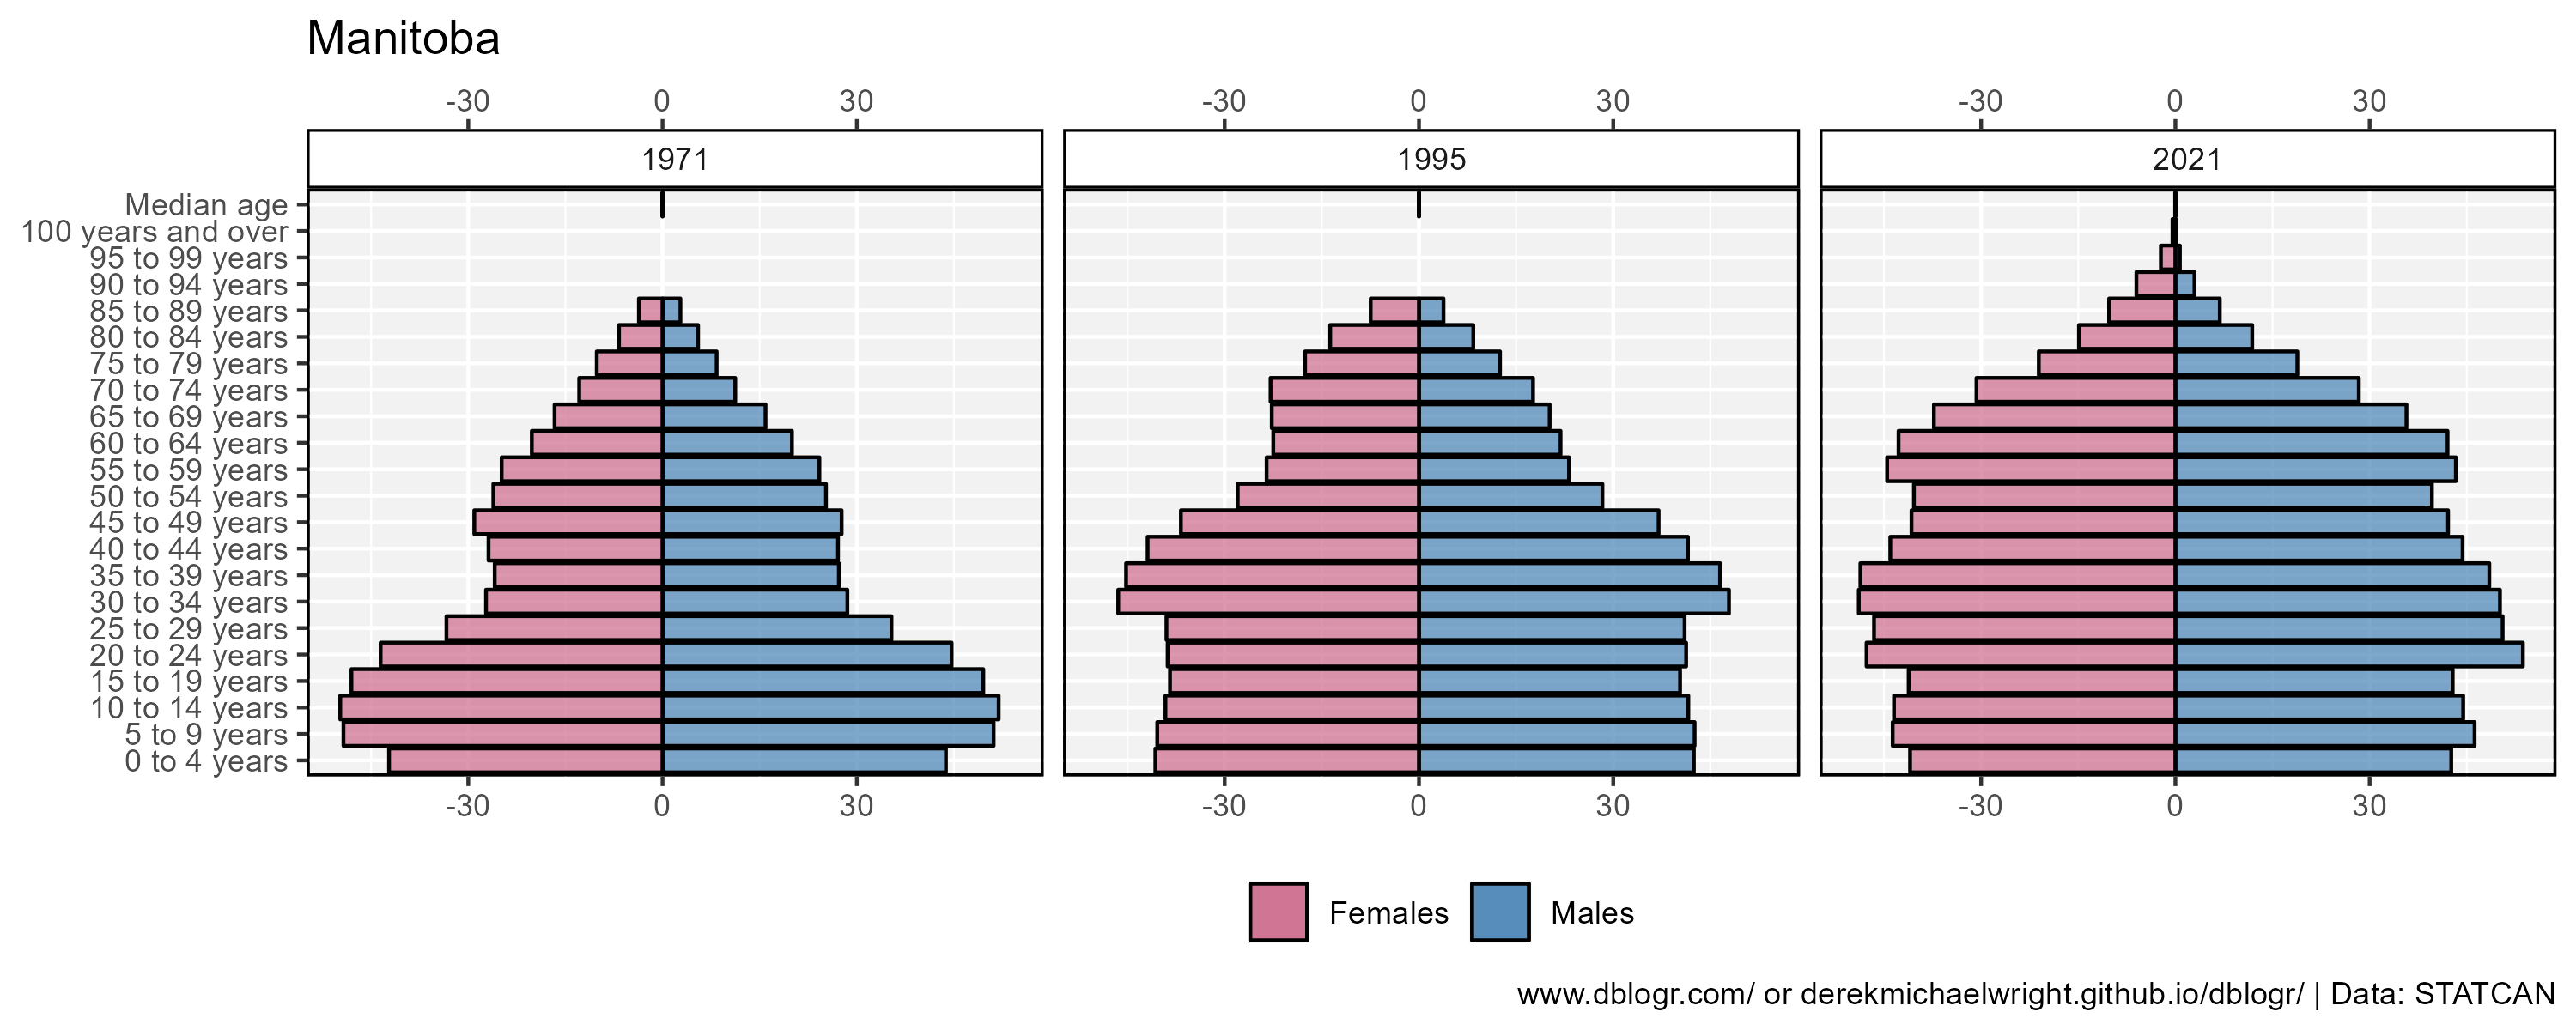 Manitoba
-30 0 30 -30 0 30 -30 0 30
1971 1995 2021
Median age
100 years and over
95 to 99 years
90 to 94 years
85 to 89 years
80 to 84 years
75 to 79 years
70 to 74 years
65 to 69 years
60 to 64 years
55 to 59 years
50 to 54 years
45 to 49 years
40 to 44 years
35 to 39 years
30 to 34 years
25 to 29 years
20 to 24 years
15 to 19 years
10 to 14 years
5 to 9 years
0 to 4 years
-30 0 30 -30 0 30 -30 0 30
Females Males
www.dblogr.com/ or derekmichaelwright.github.io/dblogr/ | Data: STATCAN